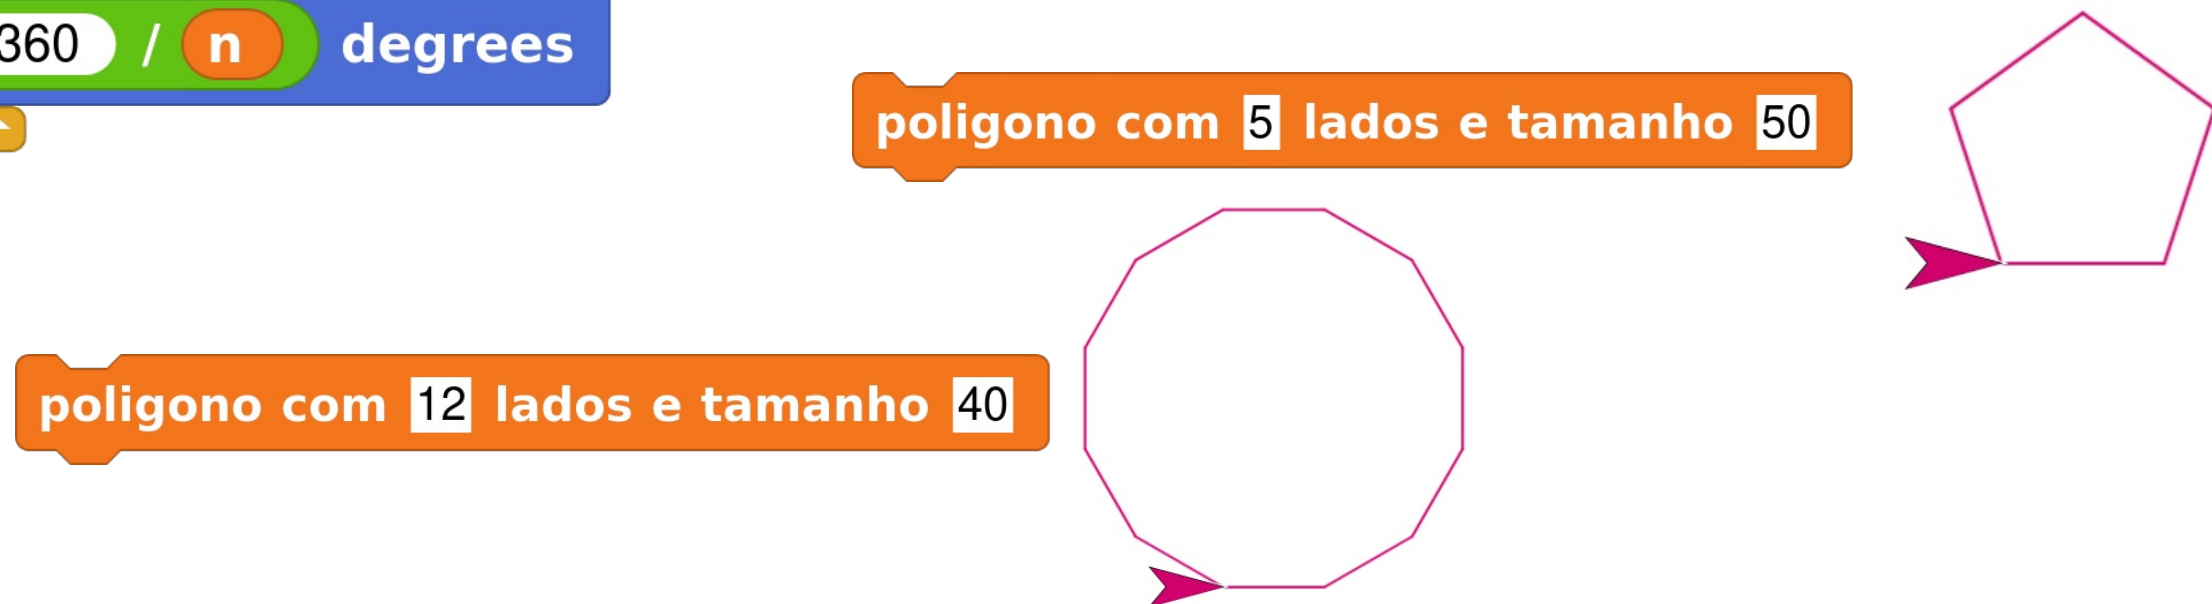 360 / n degrees
poligono com 5 lados e tamanho 50
poligono com 12 lados e tamanho 40